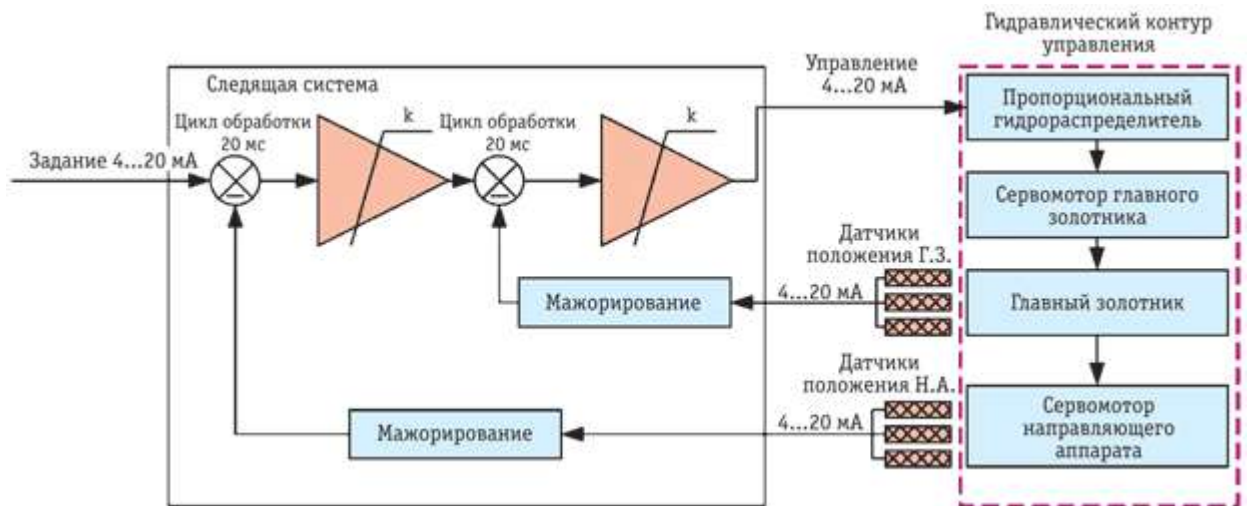 Гидравлический контур
управления
Следящая система
Управление
4...20 мА
Цикл обработки
20 мс
k
Цикл обработки
20 мс
k
Задание 4...20 мА
Пропорциональный
гидрораспределитель
Сервомотор главного
золотника
Датчики
положения Г.З.
Мажорирование
4...20 мА
Главный золотник
Датчики
положения Н.А.
Мажорирование
4...20 мА
Сервомотор
направляющего
аппарата